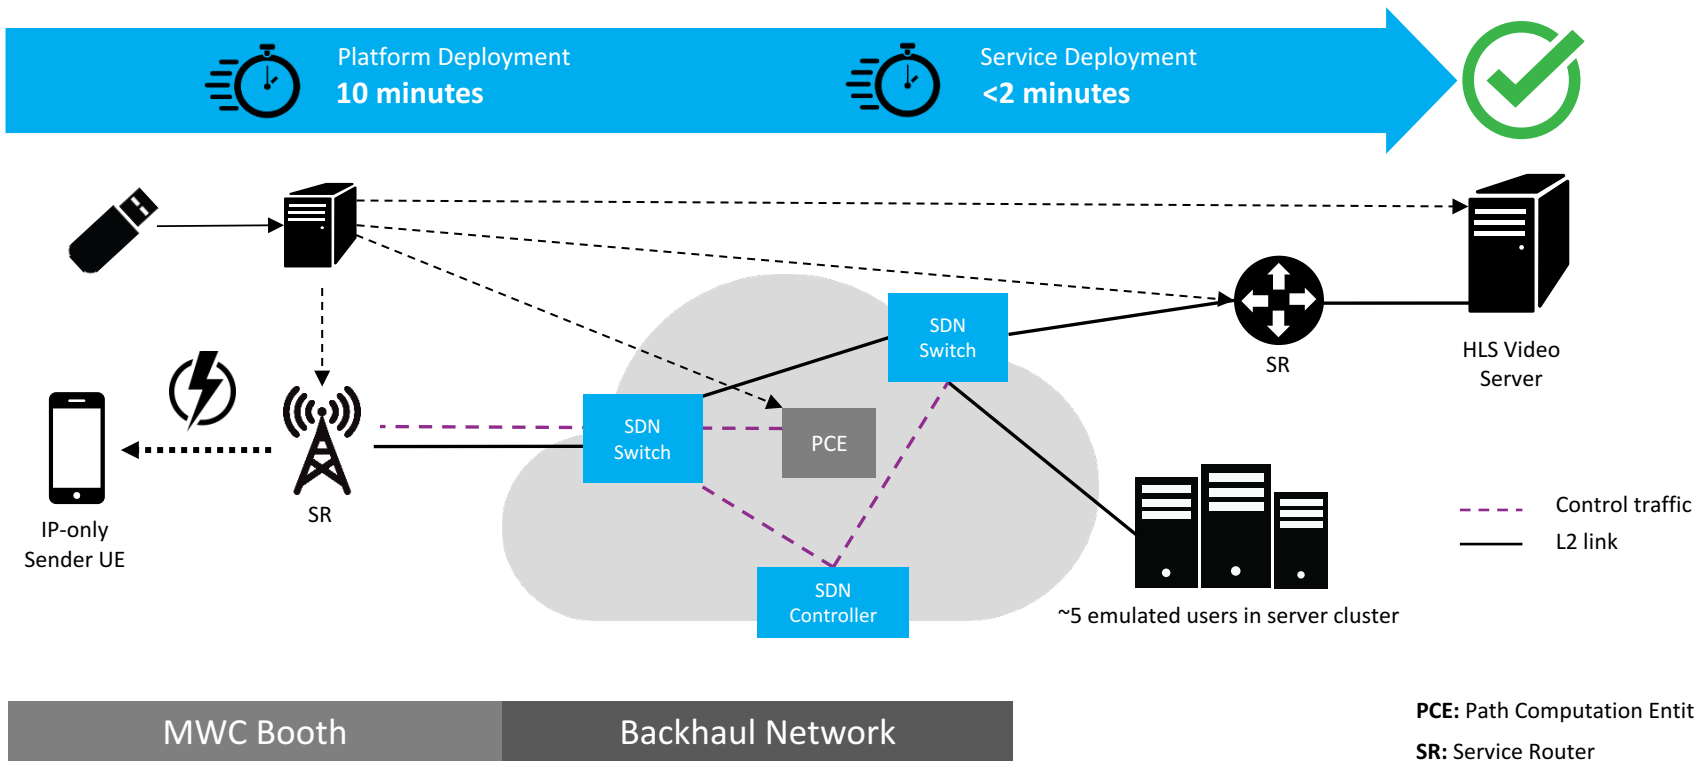 Platform Deployment
10 minutes
Service Deployment
<2 minutes
SDN
Switch
SR
HLS Video
Server
SDN
Switch
PCE
IP-only
Sender UE
SR
Control traffic
L2 link
SDN
Controller
~5 emulated users in server cluster
MWC Booth
Backhaul Network
PCE: Path Computation Entit
SR: Service Router